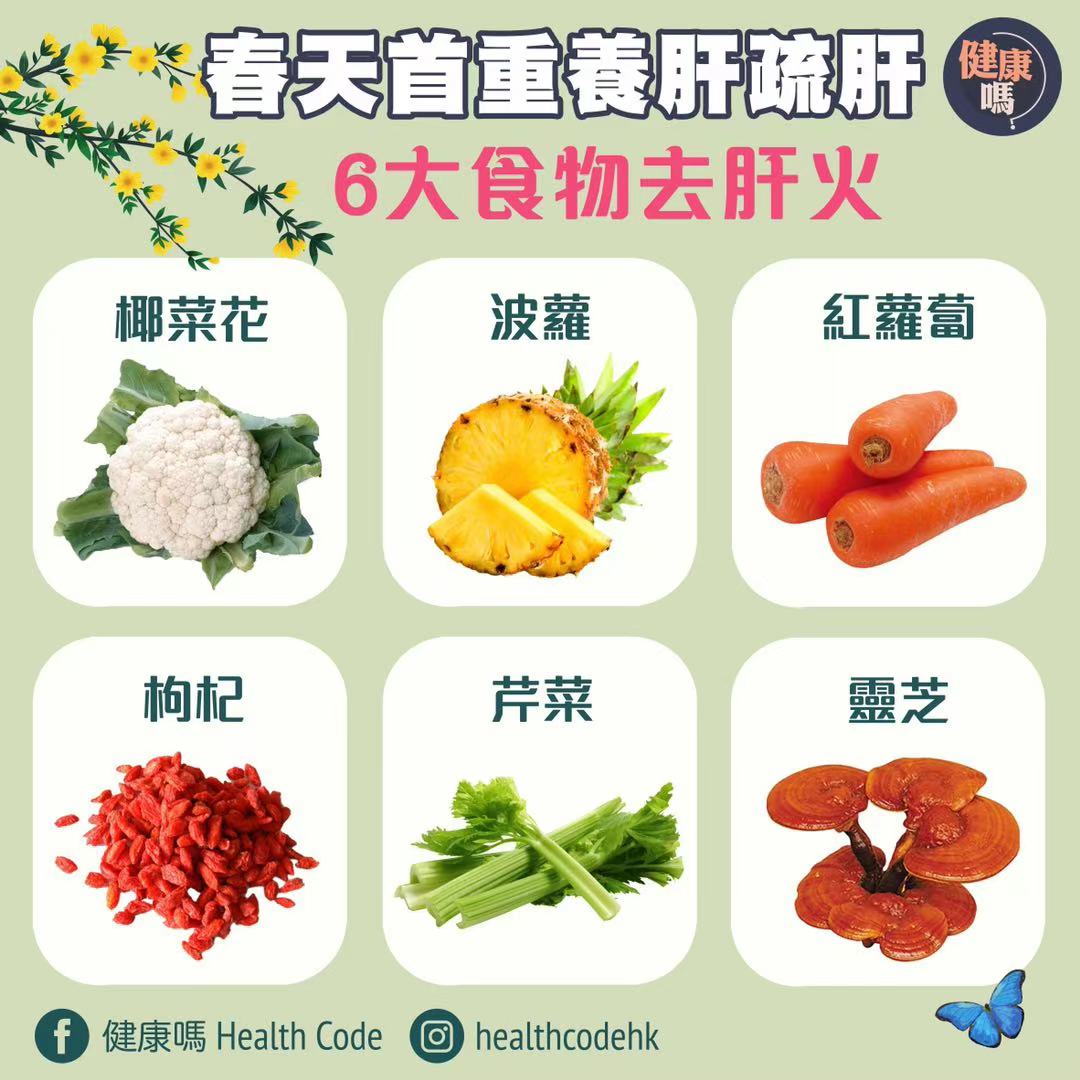 春天首重養肝疏肝
健康
嗎?
6大食物去肝火
椰菜花
波蘿
紅蘿蔔
枸杞
芹菜
靈芝
健康嗎 Health Code
healthcodehk